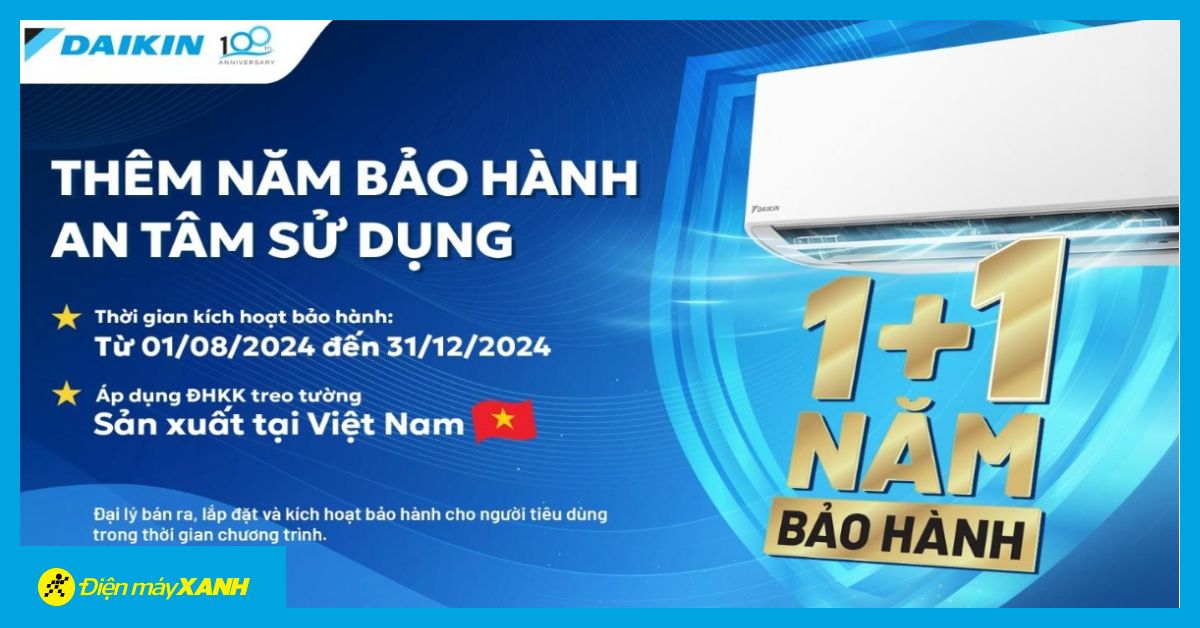 DAIKIN 100th
ANNIVERSARY
THÊM NĂM BẢO HÀNH
AN TÂM SỬ DỤNG
Thời gian kích hoạt bảo hành:
Từ 01/08/2024 đến 31/12/2024
Áp dụng ĐHKK treo tường
Sản xuất tại Việt Nam
Đại lý bán ra, lắp đặt và kích hoạt bảo hành cho người tiêu dùng
trong thời gian chương trình.
Điện máy XANH
DAIKIN
1+1
NĂM
BẢO HÀNH